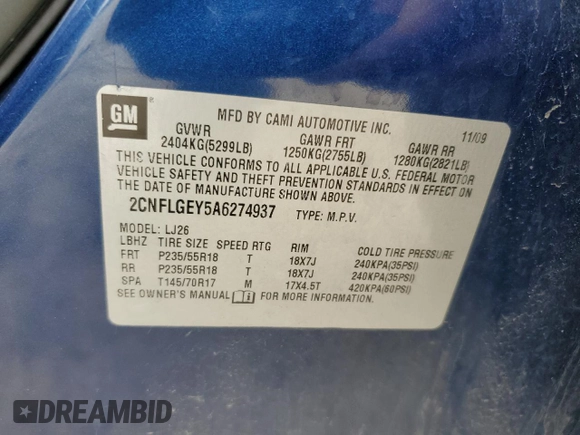 GM
MFD BY CAMI AUTOMOTIVE INC. 11/09
GVWR GAWR FRT GAWR RR
2404KG(5299LB) 1250KG(2755LB) 1280KG(2821LB)
THIS VEHICLE CONFORMS TO ALL APPLICABLE U.S. FEDERAL MOTOR
VEHICLE SAFETY AND THEFT PREVENTION STANDARDS IN EFFECT ON
THE DATE OF MANUFACTURE SHOWN ABOVE.
2CNFLGEY5A6274937 TYPE: M.P.V.
MODEL: LJ26
LBHZ TIRE SIZE SPEED RTG RIM COLD TIRE PRESSURE
FRT P235/55R18 T 18X7J 240KPA(35PSI)
RR P235/55R18 T 18X7J 240KPA(35PSI)
SPA T145/70R17 M 17X4.5T 420KPA(60PSI)
SEE OWNER'S MANUAL FOR MORE INFORMATION
DREAMBID